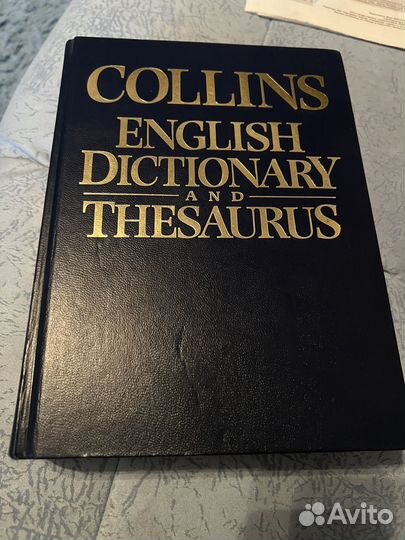 COLLINS
ENGLISH
DICTIONARY
AND
THESAURUS
Avito